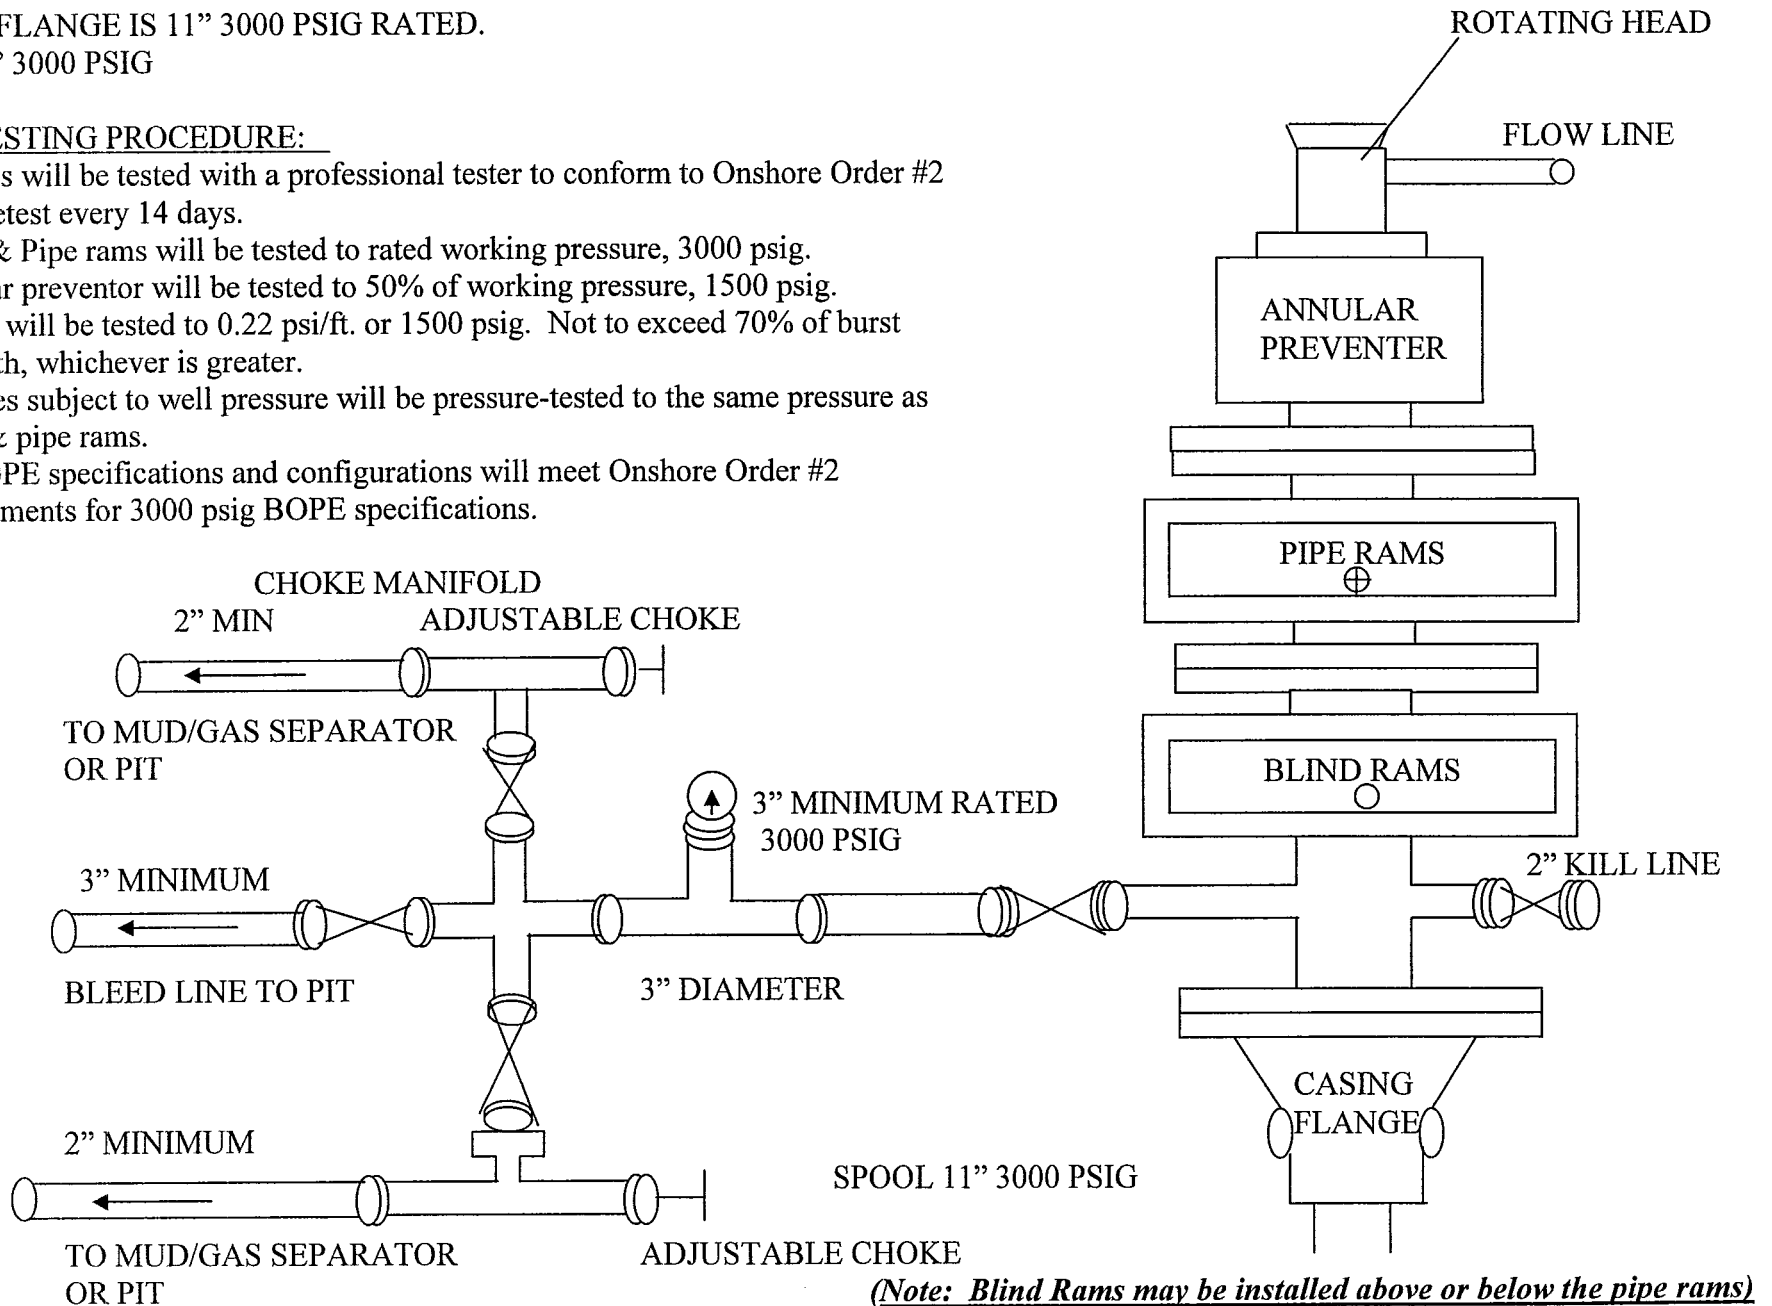 FLANGE IS 11” 3000 PSIG RATED.
” 3000 PSIG
ESTING PROCEDURE:
s will be tested with a professional tester to conform to Onshore Order #2
etest every 14 days.
& Pipe rams will be tested to rated working pressure, 3000 psig.
ar preventor will be tested to 50% of working pressure, 1500 psig.
will be tested to 0.22 psi/ft. or 1500 psig. Not to exceed 70% of burst
th, whichever is greater.
es subject to well pressure will be pressure-tested to the same pressure as
& pipe rams.
OPE specifications and configurations will meet Onshore Order #2
ments for 3000 psig BOPE specifications.
ROTATING HEAD
FLOW LINE
ANNULAR
PREVENTER
PIPE RAMS
BLIND RAMS
2” KILL LINE
CASING
FLANGE
CHOKE MANIFOLD
2” MIN
ADJUSTABLE CHOKE
TO MUD/GAS SEPARATOR
OR PIT
3” MINIMUM RATED
3000 PSIG
3” MINIMUM
BLEED LINE TO PIT
3” DIAMETER
2” MINIMUM
SPOOL 11” 3000 PSIG
TO MUD/GAS SEPARATOR
OR PIT
ADJUSTABLE CHOKE
(Note: Blind Rams may be installed above or below the pipe rams)